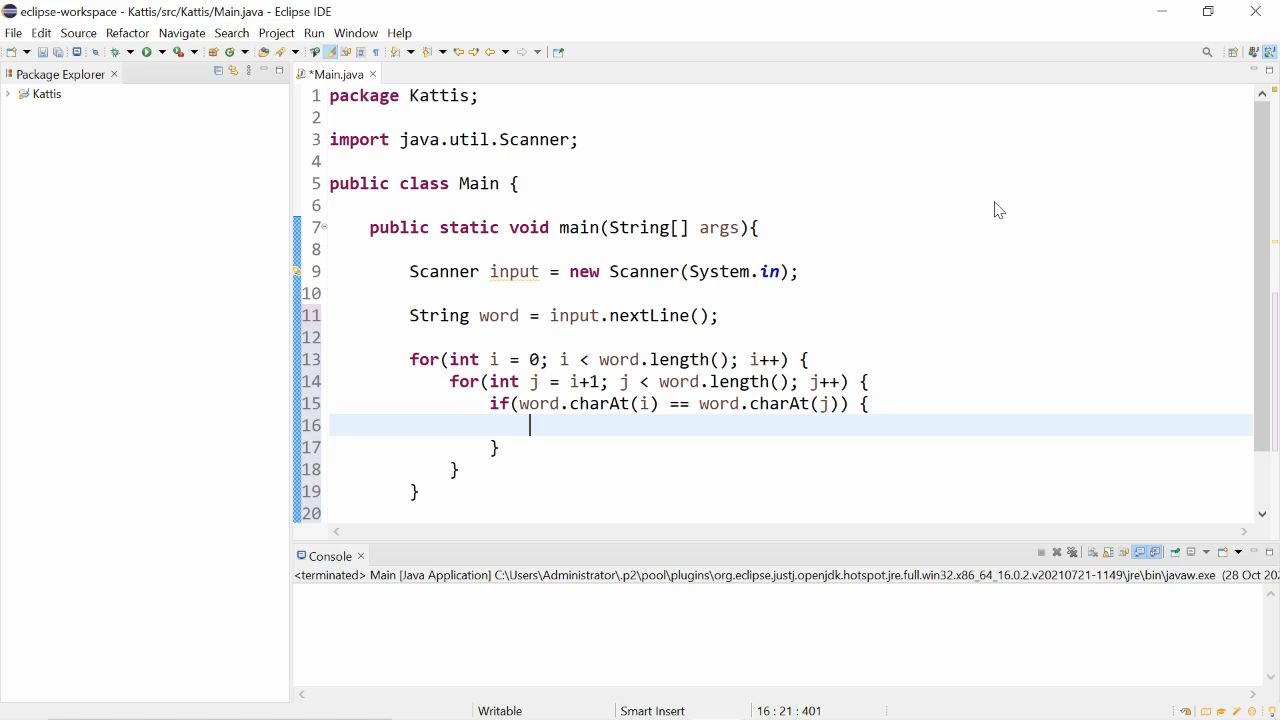 eclipse-workspace - Kattis/src/Kattis/Main.java - Eclipse IDE
File Edit Source Refactor Navigate Search Project Run Window Help
Package Explorer
*Main.java
Kattis
1 package Kattis;
2
3 import java.util.Scanner;
4
5 public class Main {
6
7 public static void main(String[] args){
8
9 Scanner input = new Scanner(System.in);
10
11 String word = input.nextLine();
12
13 for(int i = 0; i < word.length(); i++) {
14 for(int j = i+1; j < word.length(); j++) {
15 if(word.charAt(i) == word.charAt(j)) {
16
17 }
18 }
19 }
20
Console
<terminated> Main [Java Application] C:\Users\Administrator\.p2\pool\plugins\org.eclipse.justj.openjdk.hotspot.jre.full.win32.x86_64_16.0.2.v20210721-1149\jre\bin\javaw.exe (28 Oct 202
Writable Smart Insert 16 : 21 : 401